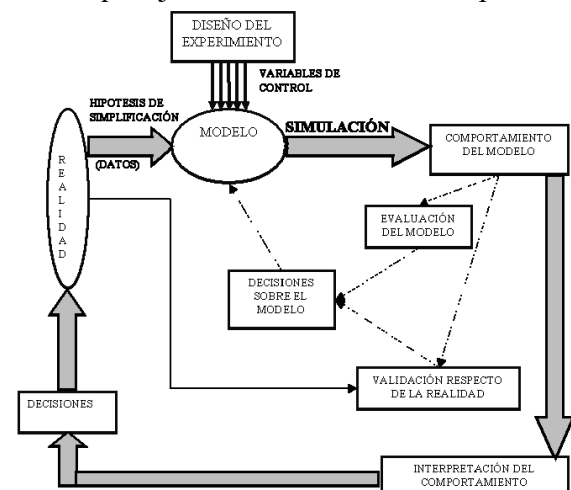 DISEÑO DEL
EXPERIMENTO
VARIABLES DE
CONTROL
HIPOTESIS DE
SIMPLIFICACIÓN
(DATOS)
MODELO
SIMULACIÓN
COMPORTAMIENTO
DEL MODELO
REALIDAD
EVALUACIÓN
DEL MODELO
DECISIONES
SOBRE EL
MODELO
VALIDACIÓN RESPECTO
DE LA REALIDAD
DECISIONES
INTERPRETACIÓN DEL
COMPORTAMIENTO